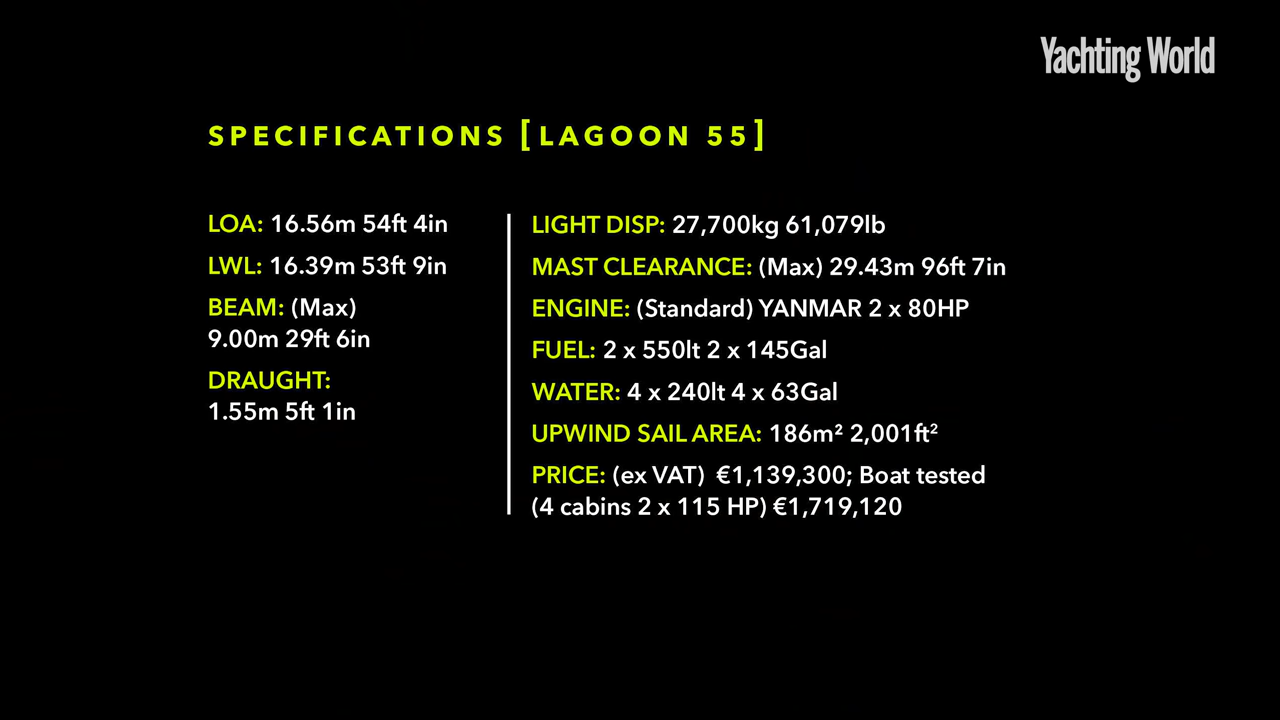 Yachting World
SPECIFICATIONS [LAGOON 55]
LOA: 16.56m 54ft 4in
LWL: 16.39m 53ft 9in
BEAM: (Max)
9.00m 29ft 6in
DRAUGHT:
1.55m 5ft 1in
LIGHT DISP: 27,700kg 61,079lb
MAST CLEARANCE: (Max) 29.43m 96ft 7in
ENGINE: (Standard) YANMAR 2 x 80HP
FUEL: 2 x 550lt 2 x 145Gal
WATER: 4 x 240lt 4 x 63Gal
UPWIND SAIL AREA: 186m² 2,001ft²
PRICE: (ex VAT) €1,139,300; Boat tested
(4 cabins 2 x 115 HP) €1,719,120